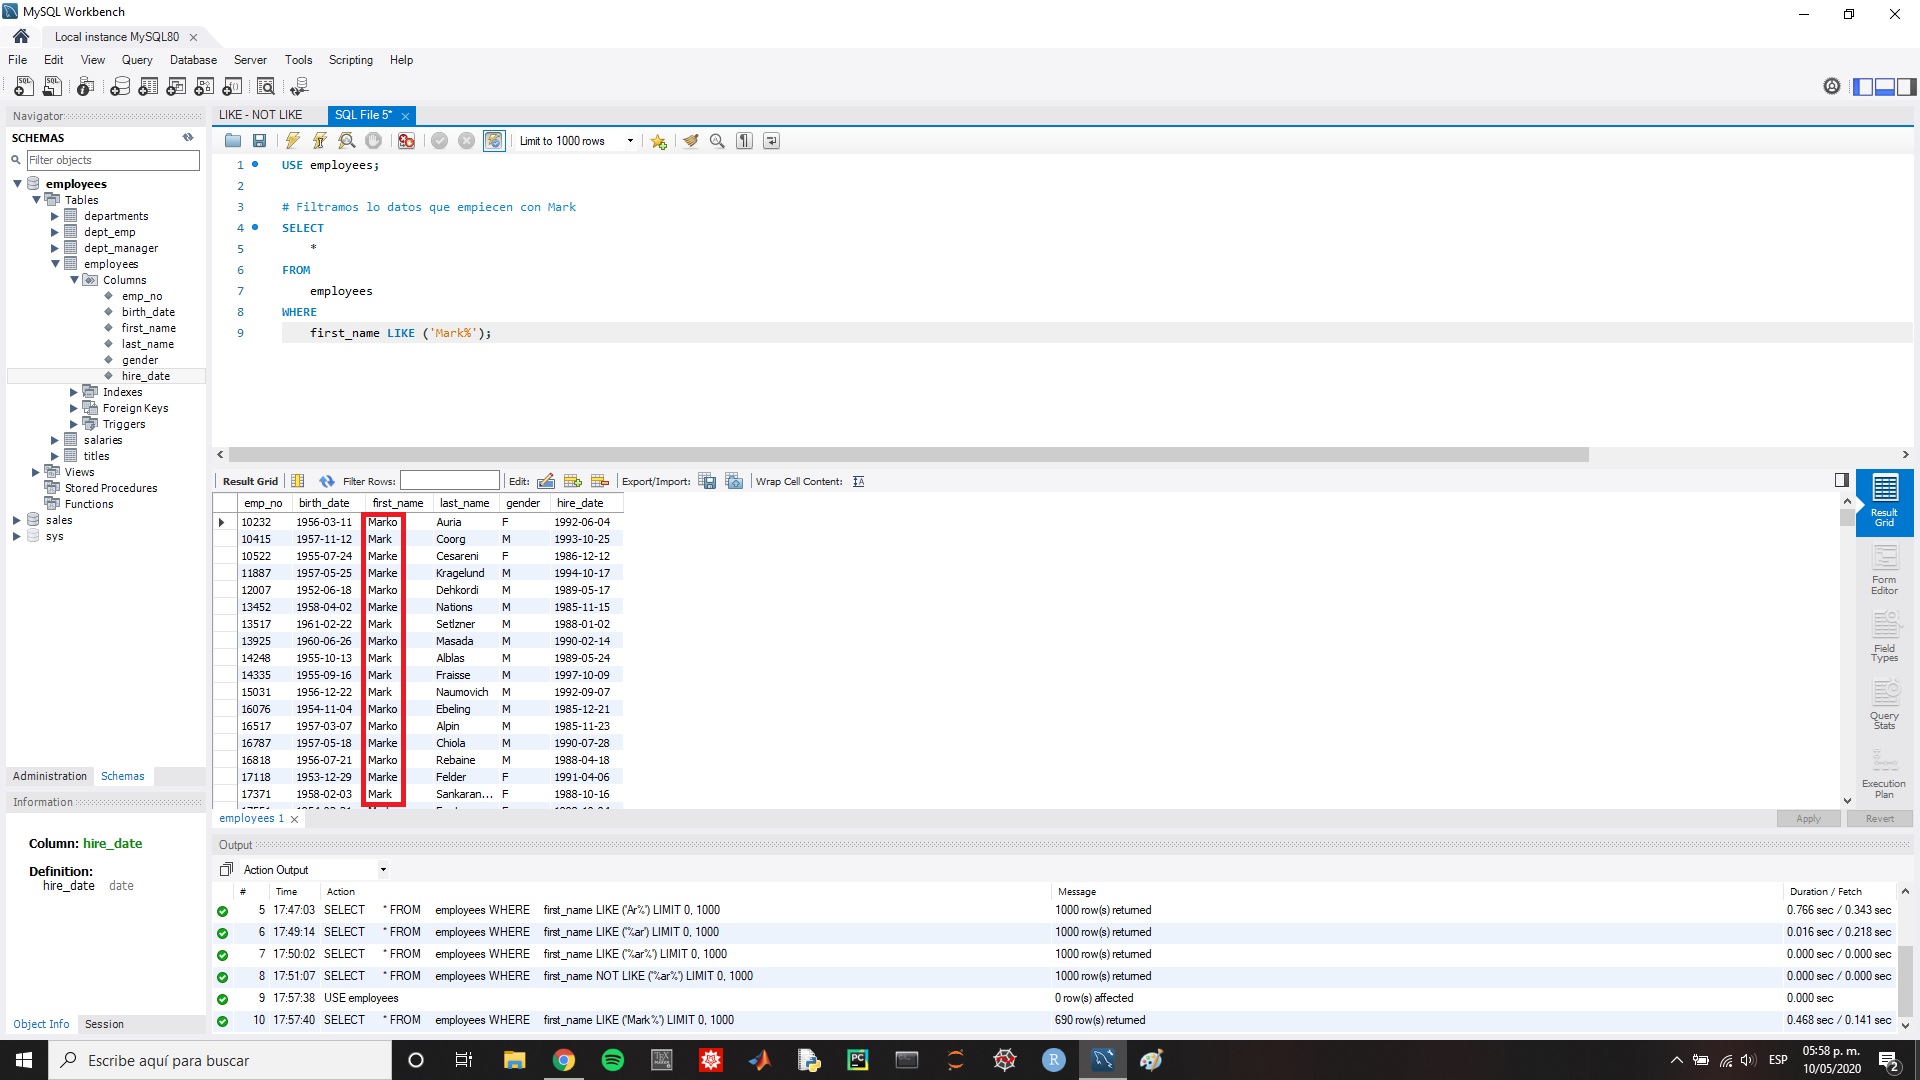 MySQL Workbench
Local instance MySQL80
File Edit View Query Database Server Tools Scripting Help
Navigator
SCHEMAS
Filter objects
employees
Tables
departments
dept_emp
dept_manager
employees
Columns
emp_no
birth_date
first_name
last_name
gender
hire_date
Indexes
Foreign Keys
Triggers
salaries
titles
Views
Stored Procedures
Functions
sales
sys
Administration Schemas
Information
Column: hire_date
Definition:
hire_date date
Object Info Session
LIKE - NOT LIKE SQL File 5*
Limit to 1000 rows
1 USE employees;
2
3 # Filtramos lo datos que empiecen con Mark
4 SELECT
5 *
6 FROM
7 employees
8 WHERE
9 first_name LIKE ('Mark%');
Result Grid Filter Rows: Edit: Export/Import: Wrap Cell Content:
emp_no birth_date first_name last_name gender hire_date
10232 1956-03-11 Marko Auria F 1992-06-04
10415 1957-11-12 Mark Coorg M 1993-10-25
10522 1955-07-24 Marke Cesareni F 1986-12-12
11887 1957-05-25 Marke Kragelund M 1994-10-17
12007 1952-06-18 Marko Dehkordi M 1989-05-17
13452 1958-04-02 Marke Nations M 1985-11-15
13517 1961-02-22 Mark Setlzner M 1988-01-02
13925 1960-06-26 Marko Masada M 1990-02-14
14248 1955-10-13 Mark Alblas M 1989-05-24
14335 1955-09-16 Mark Fraisse M 1997-10-09
15031 1956-12-22 Mark Naumovich M 1992-09-07
16076 1954-11-04 Marko Ebeling M 1985-12-21
16517 1957-03-07 Marko Alpin M 1985-11-23
16787 1957-05-18 Marke Chiola M 1990-07-28
16818 1956-07-21 Marko Rebaine M 1988-04-18
17118 1953-12-29 Marke Felder F 1991-04-06
17371 1958-02-03 Mark Sankaran... F 1988-10-16
Result
Grid
Form
Editor
Field
Types
Query
Stats
Execution
Plan
employees 1
Apply Revert
Output
Action Output
# Time Action Message Duration / Fetch
5 17:47:03 SELECT * FROM employees WHERE first_name LIKE ('Ar%') LIMIT 0, 1000 1000 row(s) returned 0.766 sec / 0.343 sec
6 17:49:14 SELECT * FROM employees WHERE first_name LIKE ('%ar') LIMIT 0, 1000 1000 row(s) returned 0.016 sec / 0.218 sec
7 17:50:02 SELECT * FROM employees WHERE first_name LIKE ('%ar%') LIMIT 0, 1000 1000 row(s) returned 0.000 sec / 0.000 sec
8 17:51:07 SELECT * FROM employees WHERE first_name NOT LIKE ('%ar%') LIMIT 0, 1000 1000 row(s) returned 0.000 sec / 0.000 sec
9 17:57:38 USE employees 0 row(s) affected 0.000 sec
10 17:57:40 SELECT * FROM employees WHERE first_name LIKE ('Mark%') LIMIT 0, 1000 690 row(s) returned 0.468 sec / 0.141 sec
Escribe aquí para buscar
ESP
05:58 p. m.
10/05/2020
2